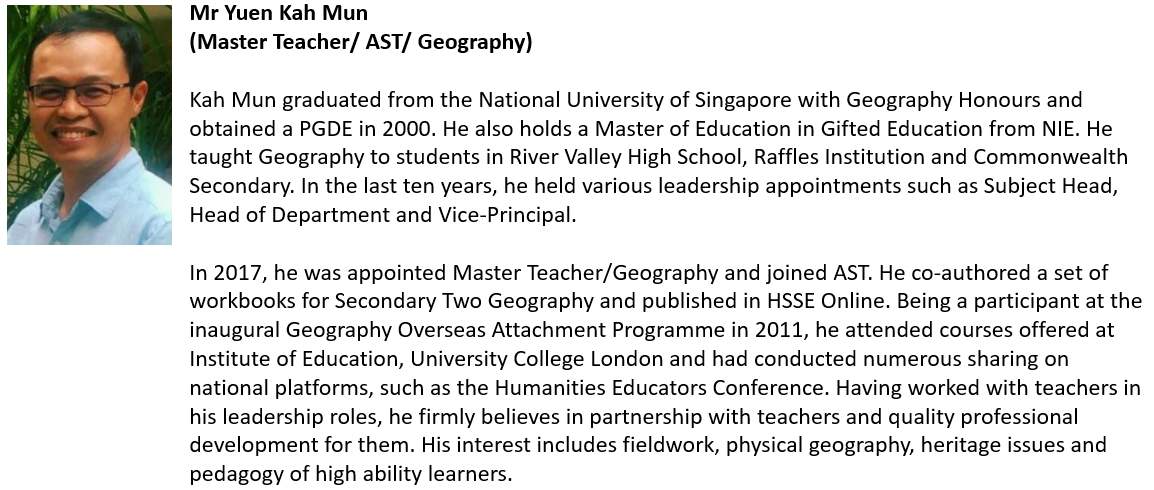 Mr Yuen Kah Mun
(Master Teacher/ AST/ Geography)
Kah Mun graduated from the National University of Singapore with Geography Honours and
obtained a PGDE in 2000. He also holds a Master of Education in Gifted Education from NIE. He
taught Geography to students in River Valley High School, Raffles Institution and Commonwealth
Secondary. In the last ten years, he held various leadership appointments such as Subject Head,
Head of Department and Vice-Principal.
In 2017, he was appointed Master Teacher/Geography and joined AST. He co-authored a set of
workbooks for Secondary Two Geography and published in HSSE Online. Being a participant at the
inaugural Geography Overseas Attachment Programme in 2011, he attended courses offered at
Institute of Education, University College London and had conducted numerous sharing on
national platforms, such as the Humanities Educators Conference. Having worked with teachers in
his leadership roles, he firmly believes in partnership with teachers and quality professional
development for them. His interest includes fieldwork, physical geography, heritage issues and
pedagogy of high ability learners.